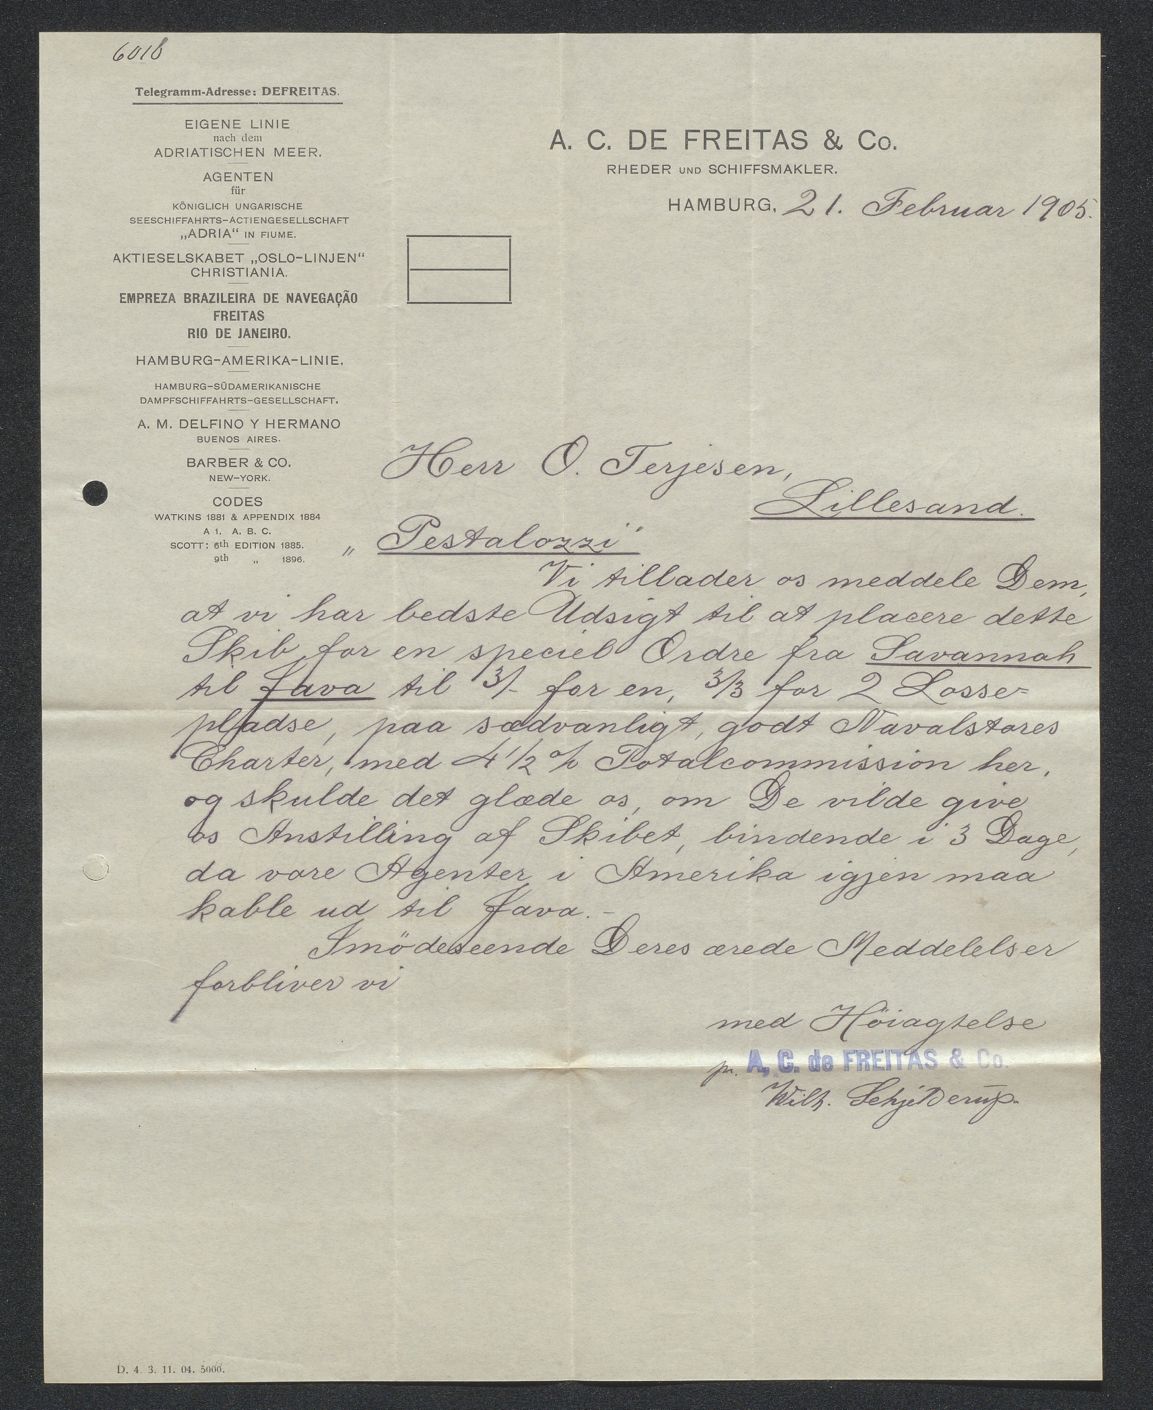 6018
Telegramm-Adresse: DEFREITAS.
EIGENE LINIE
nach dem
ADRIATISCHEN MEER.
AGENTEN
für
KÖNIGLICH UNGARISCHE
SEESCHIFFAHRTS-ACTIENGESELLSCHAFT
„ADRIA“ IN FIUME.
AKTIESELSKABET „OSLO-LINJEN“
CHRISTIANIA.
EMPREZA BRAZILEIRA DE NAVEGAÇÃO
FREITAS
RIO DE JANEIRO.
HAMBURG-AMERIKA-LINIE.
HAMBURG-SÜDAMERIKANISCHE
DAMPFSCHIFFAHRTS-GESELLSCHAFT.
A. M. DELFINO Y HERMANO
BUENOS AIRES.
BARBER & CO.
NEW-YORK.
CODES
WATKINS 1881 & APPENDIX 1884
A 1. A. B. C.
SCOTT: 6th EDITION 1885.
9th „ 1896.
A. C. DE FREITAS & Co.
RHEDER UND SCHIFFSMAKLER.
HAMBURG, 21. Februar 1905.
Herr O. Terjesen,
Lillesand.
„Pestalozzi“
Vi tillader os meddele Dem,
at vi har bedste Udsigt til at placere dette
Skib for en speciel Ordre fra Savannah
til Java til 3/- for en, 3/3 for 2 Losse=
pladse, paa sædvanligt, godt Navalstores
Charter, med 4 1/2 % Totalcommission her,
og skulde det glæde os, om De vilde give
os Anstilling af Skibet, bindende i 3 Dage,
da vore Agenter i Amerika igjen maa
kable ud til Java. -
Imödeseende Deres ærede Meddelelser
forbliver vi
med Höiagtelse
pr. A. C. de FREITAS & Co.
Wilh. Schjelderup.
D. 4. 3. 11. 04. 5000.